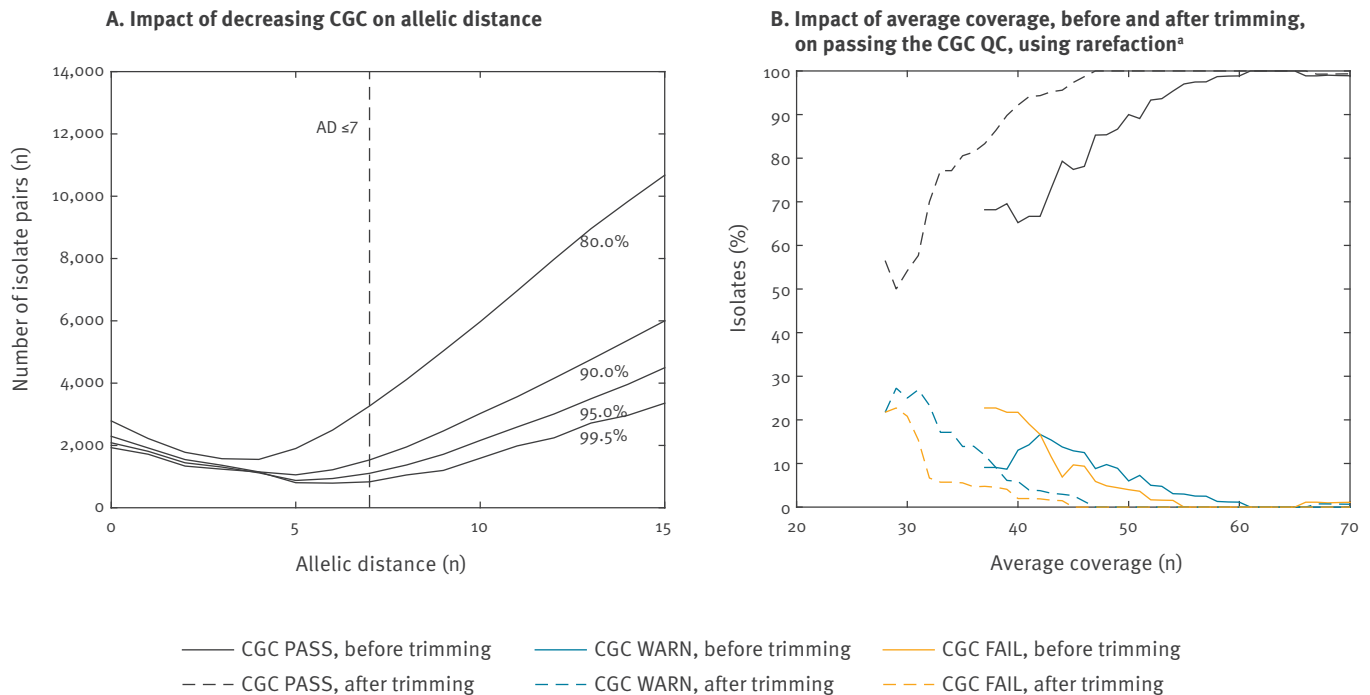 A. Impact of decreasing CGC on allelic distance
14,000
12,000
10,000
8,000
6,000
4,000
2,000
0
Number of isolate pairs (n)
AD ≤7
80.0%
90.0%
95.0%
99.5%
0
5
10
15
Allelic distance (n)
B. Impact of average coverage, before and after trimming,
on passing the CGC QC, using rarefactionᵃ
100
90
80
70
60
50
40
30
20
10
0
Isolates (%)
20
30
40
50
60
70
Average coverage (n)
CGC PASS, before trimming
CGC WARN, before trimming
CGC FAIL, before trimming
CGC PASS, after trimming
CGC WARN, after trimming
CGC FAIL, after trimming